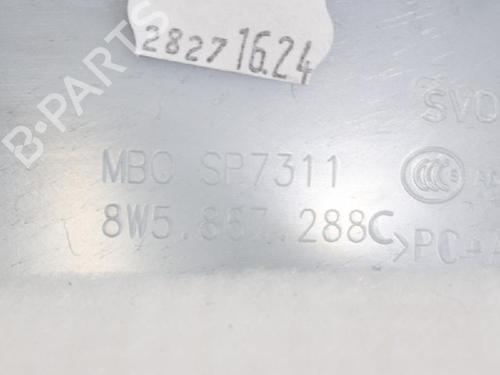 28271624
B-PARTS
SVO
MBC SP7311
8W5.867.288C
>PC+A